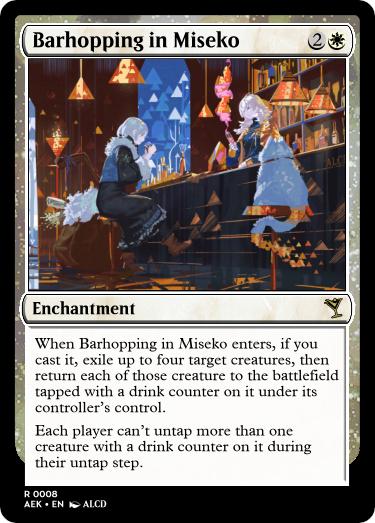 Barhopping in Miseko 2
Enchantment
When Barhopping in Miseko enters, if you
cast it, exile up to four target creatures, then
return each of those creature to the battlefield
tapped with a drink counter on it under its
controller's control.
Each player can't untap more than one
creature with a drink counter on it during
their untap step.
R 0008
AEK • EN ALCD